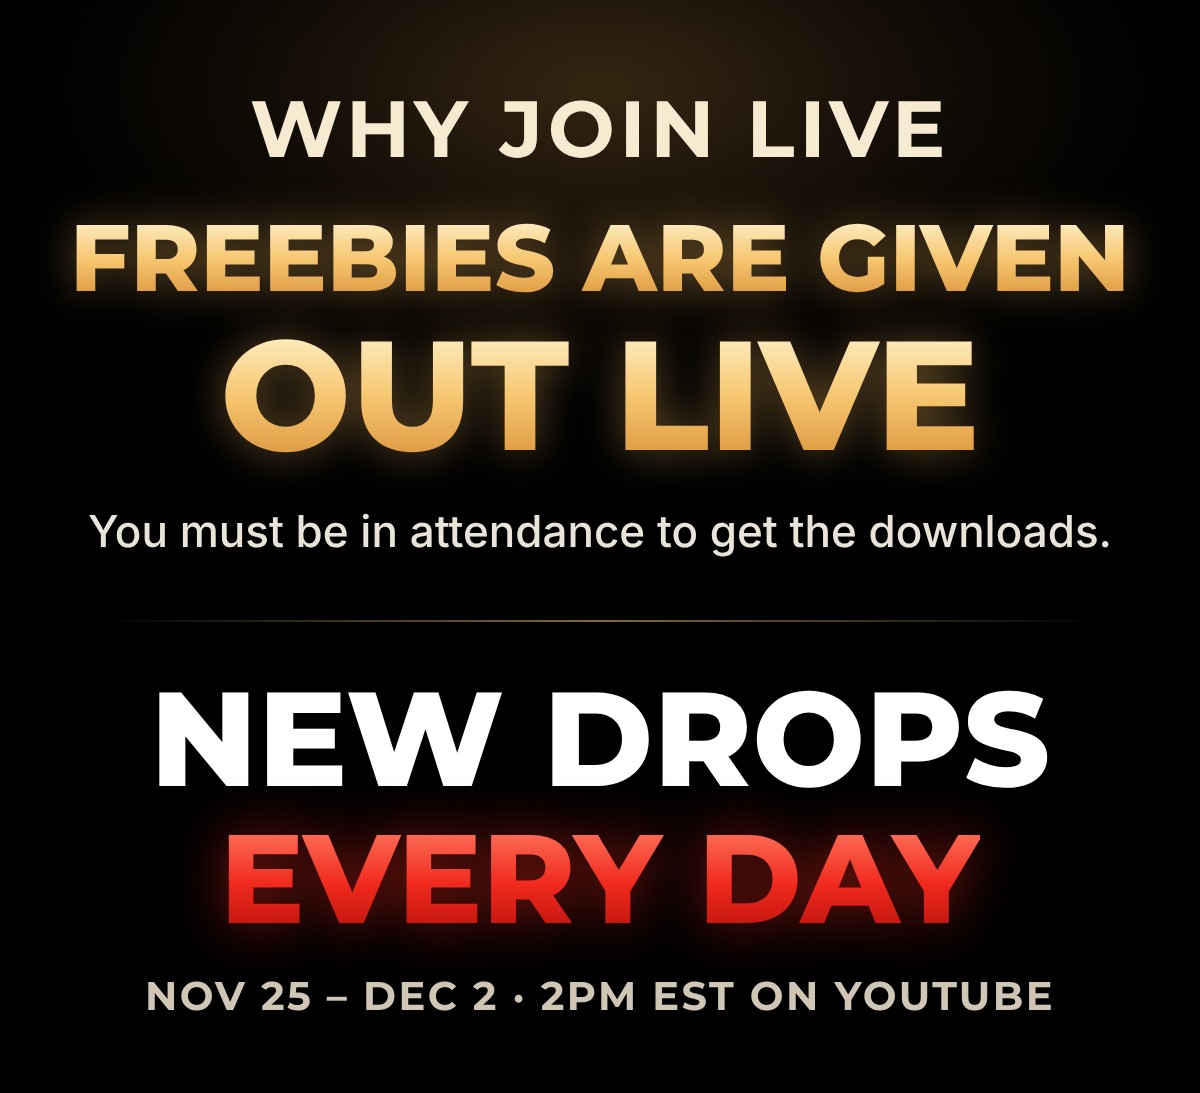 WHY JOIN LIVE
FREEBIES ARE GIVEN
OUT LIVE
You must be in attendance to get the downloads.
NEW DROPS
EVERY DAY
NOV 25 – DEC 2 · 2PM EST ON YOUTUBE